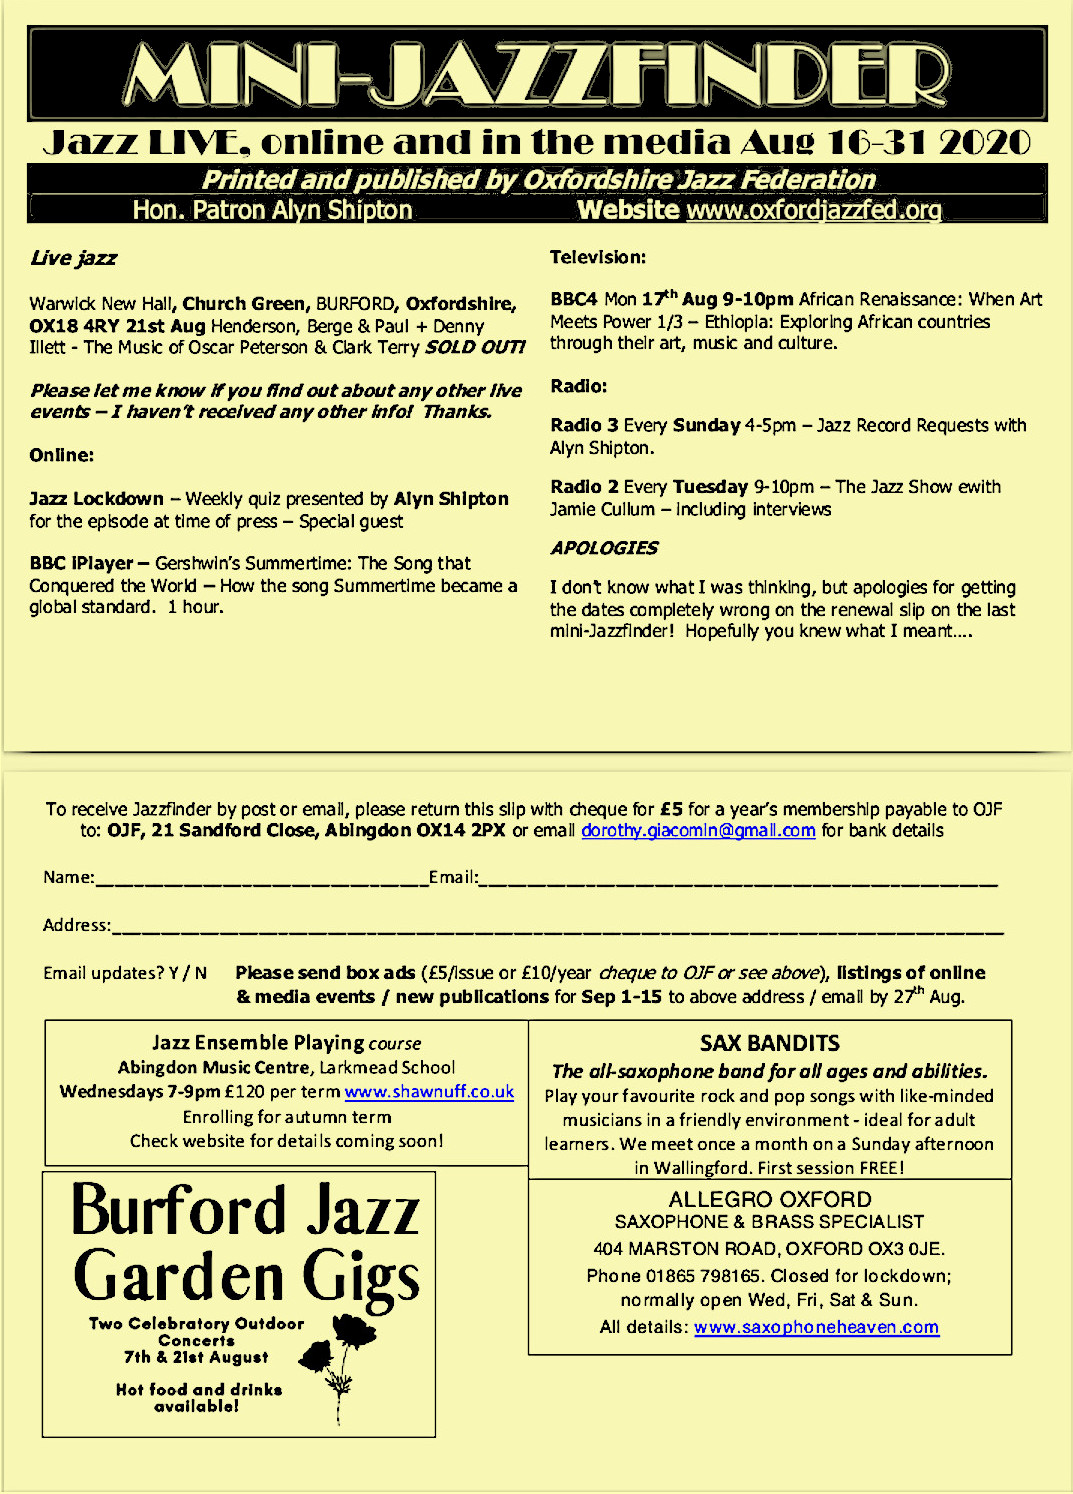 MINI-JAZZFINDER
Jazz LIVE, online and in the media Aug 16-31 2020
Printed and published by Oxfordshire Jazz Federation
Hon. Patron Alyn Shipton Website www.oxfordjazzfed.org
Live jazz
Warwick New Hall, Church Green, BURFORD, Oxfordshire,
OX18 4RY 21st Aug Henderson, Berge & Paul + Denny
Illett - The Music of Oscar Peterson & Clark Terry SOLD OUT!
Please let me know if you find out about any other live
events – I haven't received any other info! Thanks.
Online:
Jazz Lockdown – Weekly quiz presented by Alyn Shipton
for the episode at time of press – Special guest
BBC iPlayer – Gershwin's Summertime: The Song that
Conquered the World – How the song Summertime became a
global standard. 1 hour.
Television:
BBC4 Mon 17th Aug 9-10pm African Renaissance: When Art
Meets Power 1/3 – Ethiopia: Exploring African countries
through their art, music and culture.
Radio:
Radio 3 Every Sunday 4-5pm – Jazz Record Requests with
Alyn Shipton.
Radio 2 Every Tuesday 9-10pm – The Jazz Show ewith
Jamie Cullum – including interviews
APOLOGIES
I don't know what I was thinking, but apologies for getting
the dates completely wrong on the renewal slip on the last
mini-Jazzfinder! Hopefully you knew what I meant....
To receive Jazzfinder by post or email, please return this slip with cheque for £5 for a year's membership payable to OJF
to: OJF, 21 Sandford Close, Abingdon OX14 2PX or email dorothy.giacomin@gmail.com for bank details
Name:__________________________________Email:_____________________________________________________
Address:___________________________________________________________________________________________
Email updates? Y / N Please send box ads (£5/issue or £10/year cheque to OJF or see above), listings of online
& media events / new publications for Sep 1-15 to above address / email by 27th Aug.
Jazz Ensemble Playing course
Abingdon Music Centre, Larkmead School
Wednesdays 7-9pm £120 per term www.shawnuff.co.uk
Enrolling for autumn term
Check website for details coming soon!
SAX BANDITS
The all-saxophone band for all ages and abilities.
Play your favourite rock and pop songs with like-minded
musicians in a friendly environment - ideal for adult
learners. We meet once a month on a Sunday afternoon
in Wallingford. First session FREE!
Burford Jazz
Garden Gigs
Two Celebratory Outdoor
Concerts
7th & 21st August
Hot food and drinks
available!
ALLEGRO OXFORD
SAXOPHONE & BRASS SPECIALIST
404 MARSTON ROAD, OXFORD OX3 0JE.
Phone 01865 798165. Closed for lockdown;
normally open Wed, Fri, Sat & Sun.
All details: www.saxophoneheaven.com